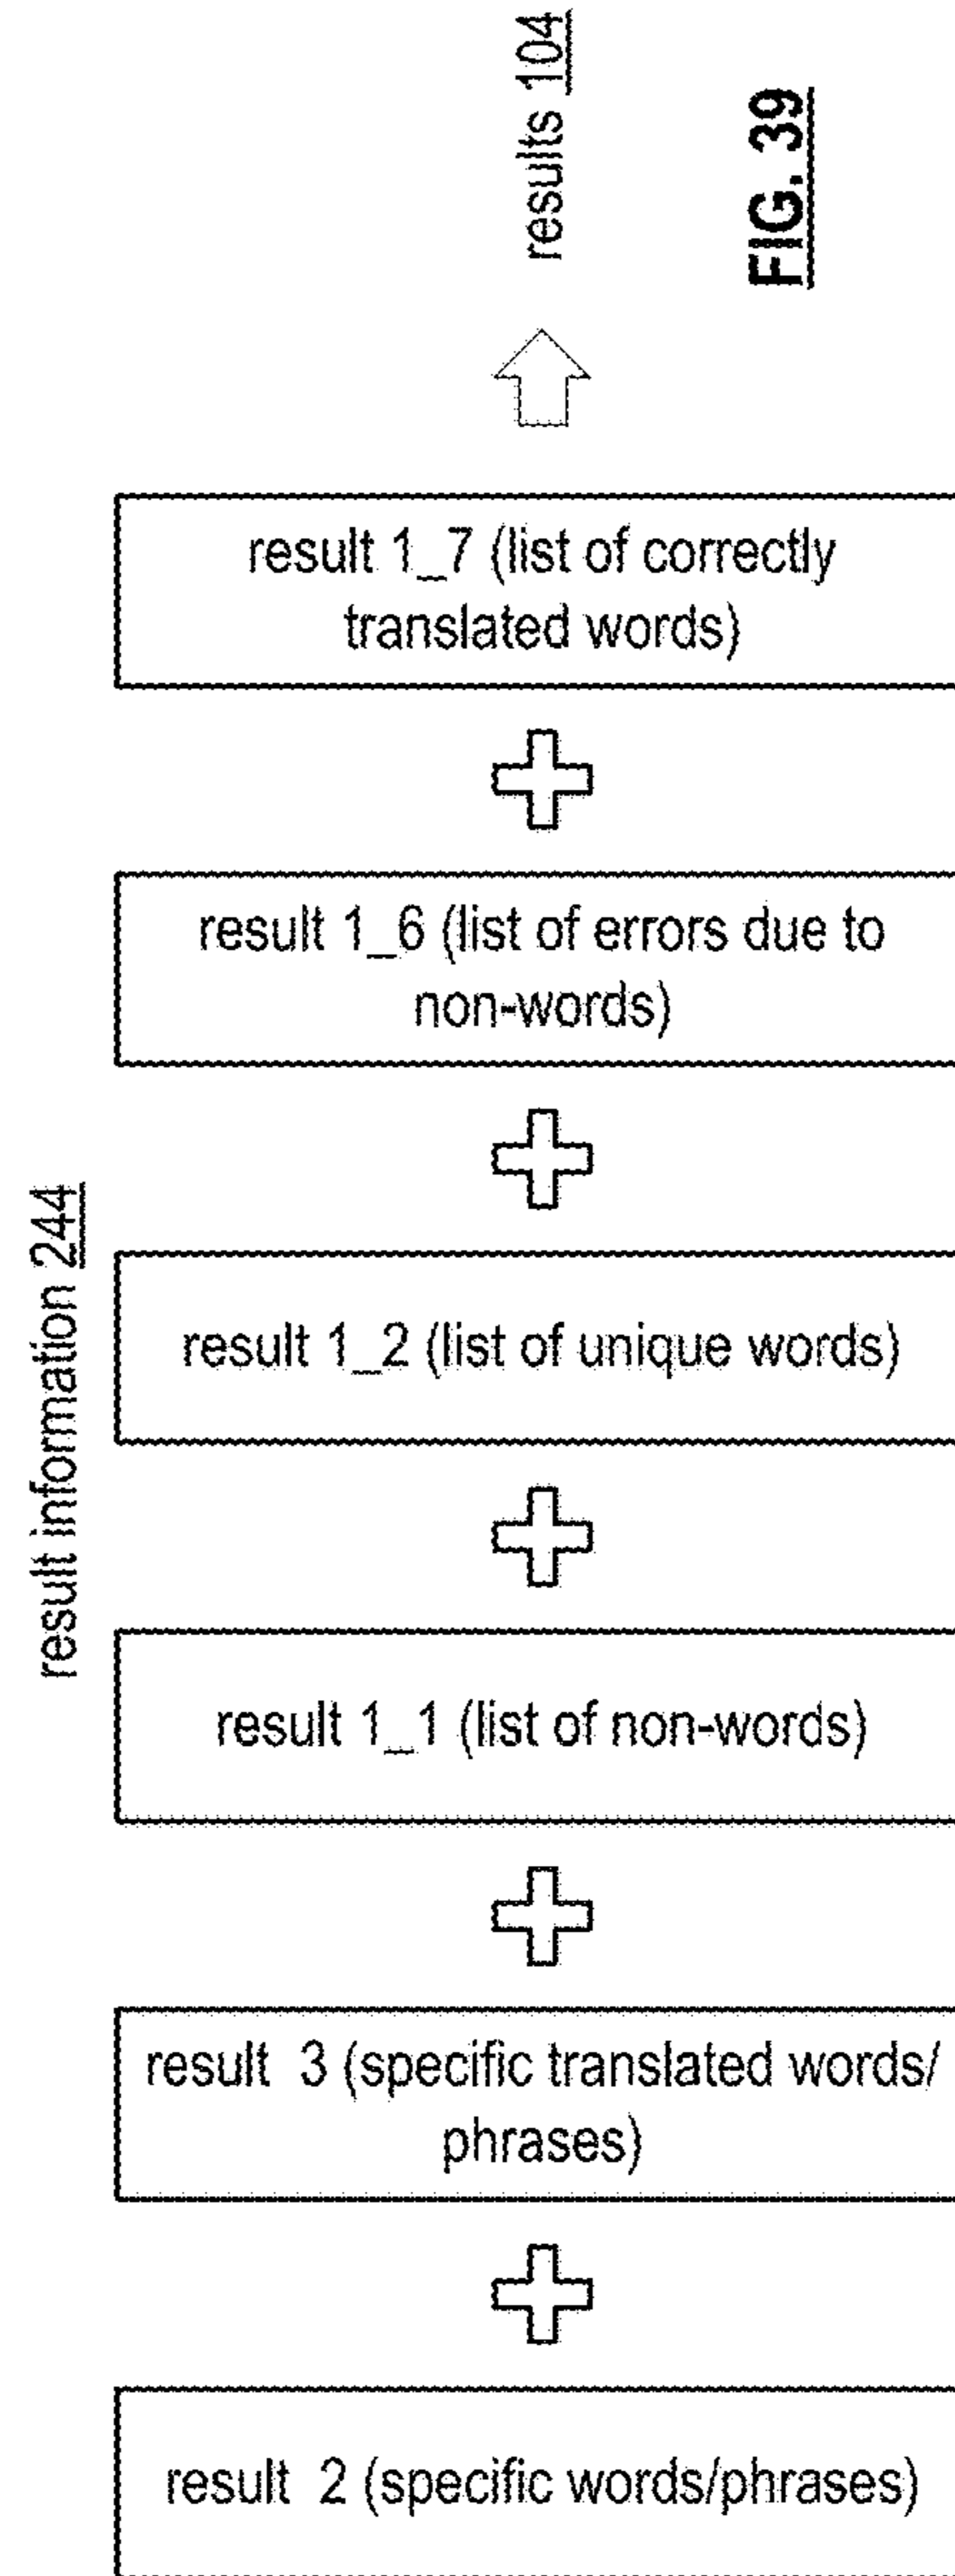 result information 244
result 1_7 (list of correctly
translated words)
result 1_6 (list of errors due to
non-words)
result 1_2 (list of unique words)
result 1_1 (list of non-words)
result 3 (specific translated words/
phrases)
result 2 (specific words/phrases)
results 104
FIG. 39